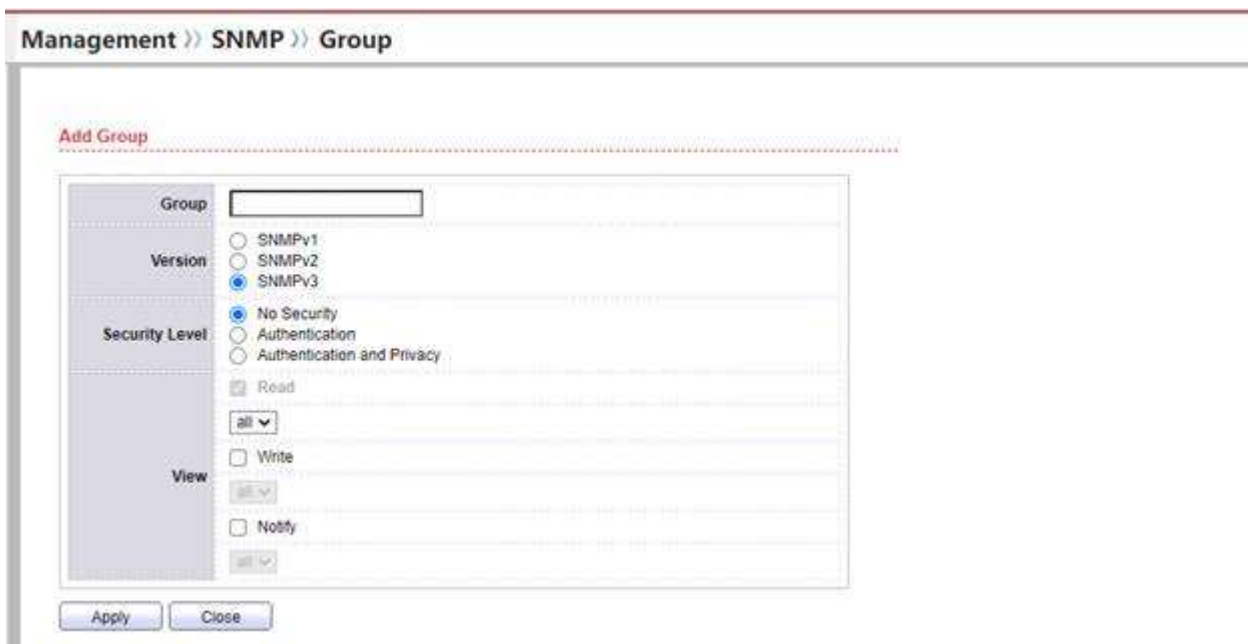 Management 》 SNMP 》 Group
Add Group
Group
Version
SNMPv1
SNMPv2
SNMPv3
Security Level
No Security
Authentication
Authentication and Privacy
View
Read
all
Write
all
Notify
all
Apply
Close